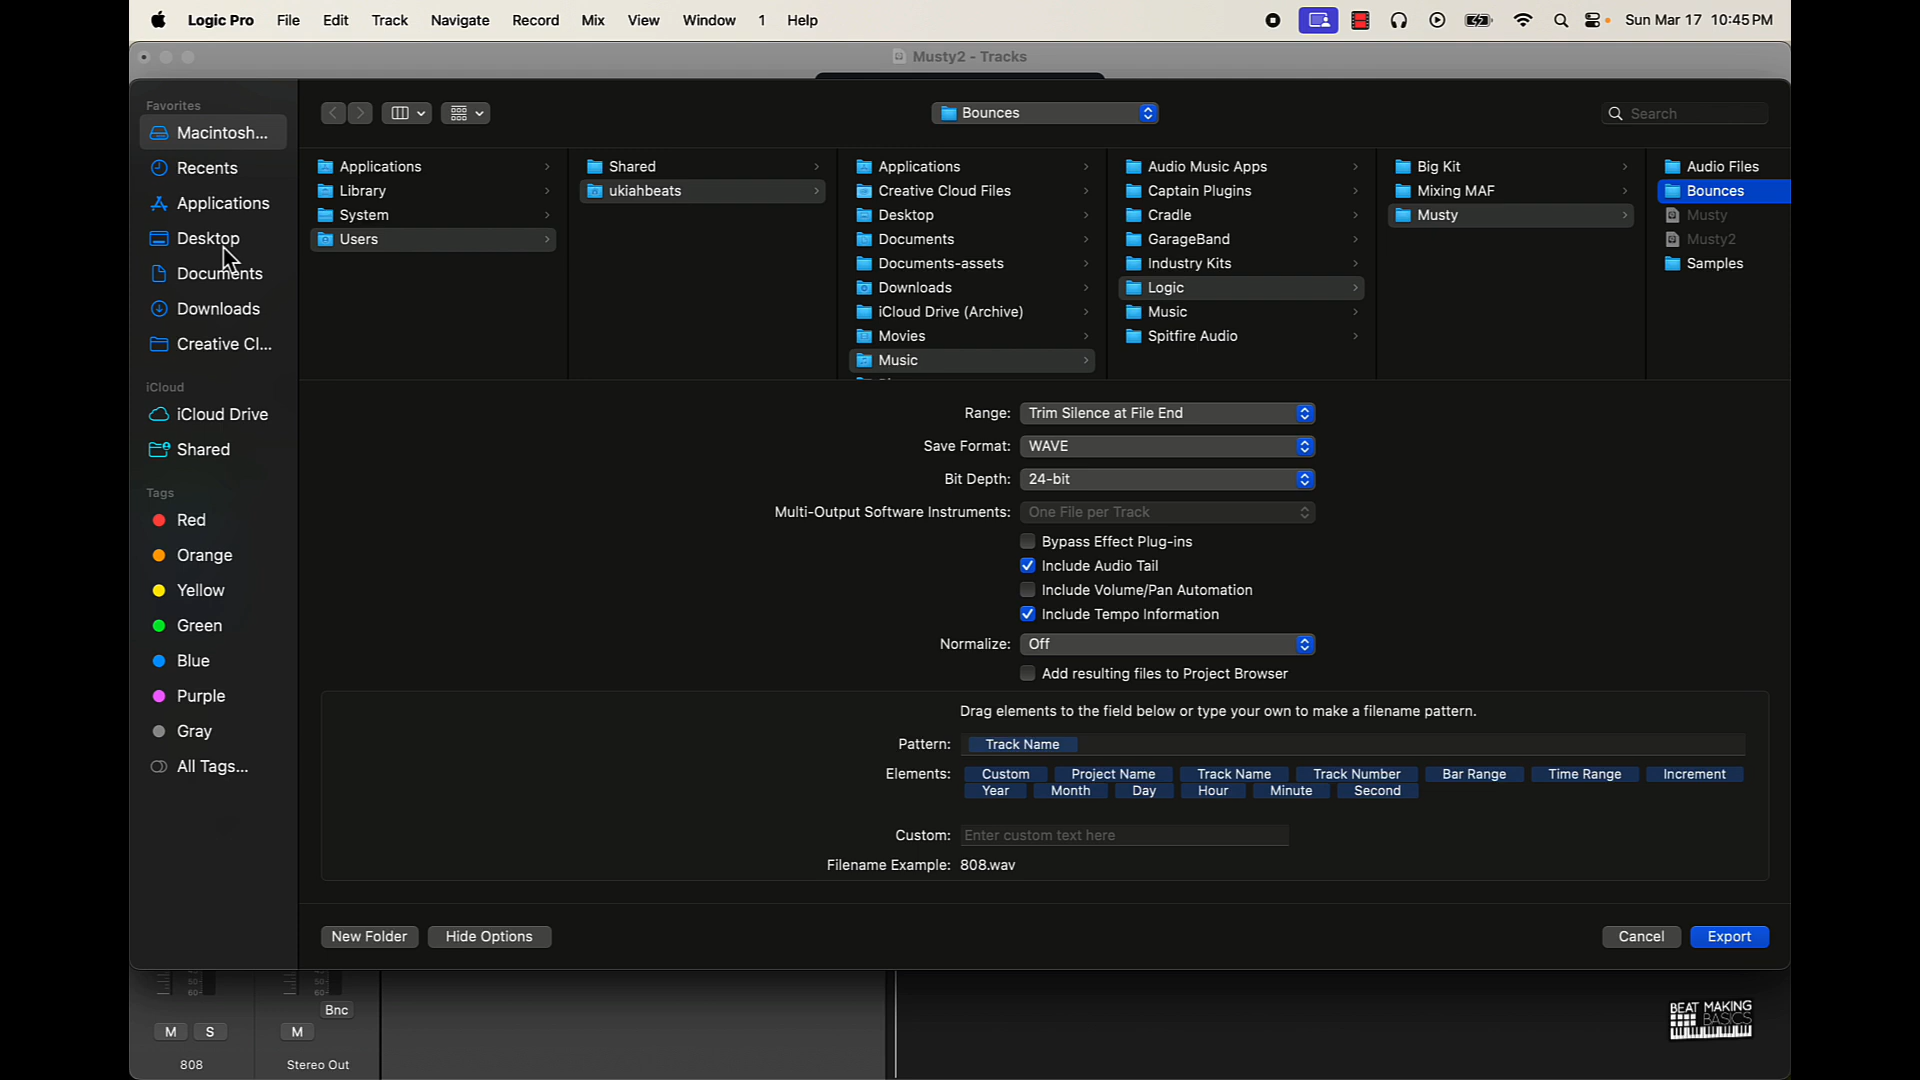 Logic Pro File Edit Track Navigate Record Mix View Window 1 Help Sun Mar 17 10:45 PM
Musty2 - Tracks
Favorites
Macintosh...
Recents
Applications
Desktop
Documents
Downloads
Creative Cl...
iCloud
iCloud Drive
Shared
Tags
Red
Orange
Yellow
Green
Blue
Purple
Gray
All Tags...
Bounces
Search
Applications
Library
System
Users
Shared
ukiahbeats
Applications
Creative Cloud Files
Desktop
Documents
Documents-assets
Downloads
iCloud Drive (Archive)
Movies
Music
Audio Music Apps
Captain Plugins
Cradle
GarageBand
Industry Kits
Logic
Music
Spitfire Audio
Big Kit
Mixing MAF
Musty
Audio Files
Bounces
Musty
Musty2
Samples
Range: Trim Silence at File End
Save Format: WAVE
Bit Depth: 24-bit
Multi-Output Software Instruments: One File per Track
Bypass Effect Plug-ins
Include Audio Tail
Include Volume/Pan Automation
Include Tempo Information
Normalize: Off
Add resulting files to Project Browser
Drag elements to the field below or type your own to make a filename pattern.
Pattern: Track Name
Elements: Custom Project Name Track Name Track Number Bar Range Time Range Increment
Year Month Day Hour Minute Second
Custom: Enter custom text here
Filename Example: 808.wav
New Folder Hide Options Cancel Export
50- 50-
60- 60-
Bnc
M S M
808 Stereo Out
BEAT MAKING
BASICS